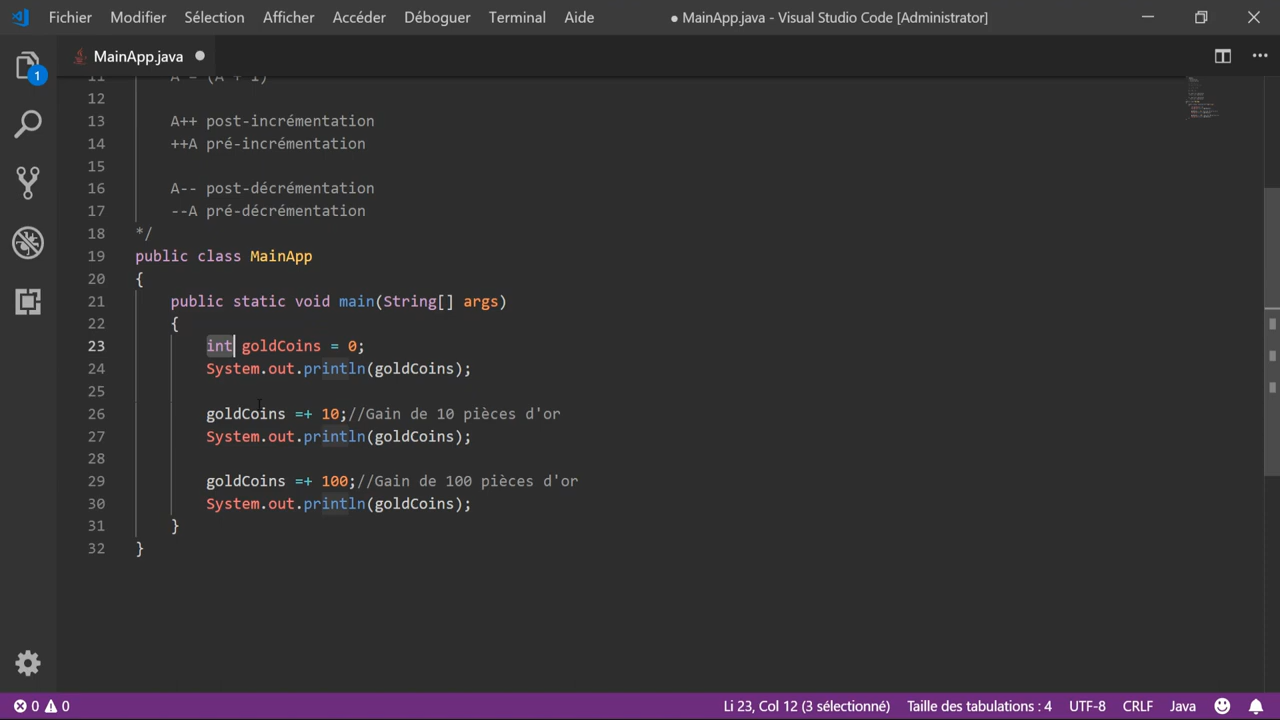 Fichier Modifier Sélection Afficher Accéder Déboguer Terminal Aide ● MainApp.java - Visual Studio Code [Administrator]
MainApp.java ●
1
11 A = (A + 1)
12
13 A++ post-incrémentation
14 ++A pré-incrémentation
15
16 A-- post-décrémentation
17 --A pré-décrémentation
18 */
19 public class MainApp
20 {
21 public static void main(String[] args)
22 {
23 int goldCoins = 0;
24 System.out.println(goldCoins);
25
26 goldCoins =+ 10;//Gain de 10 pièces d'or
27 System.out.println(goldCoins);
28
29 goldCoins =+ 100;//Gain de 100 pièces d'or
30 System.out.println(goldCoins);
31 }
32 }
0 0 Li 23, Col 12 (3 sélectionné) Taille des tabulations : 4 UTF-8 CRLF Java